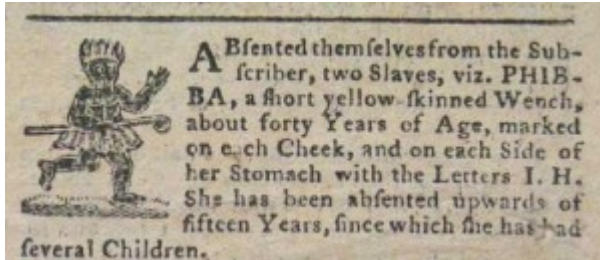 ABſented themſelves from the Sub-
ſcriber, two Slaves, viz. PHIB-
BA, a ſhort yellow-ſkinned Wench,
about forty Years of Age, marked
on each Cheek, and on each Side of
her Stomach with the Letters I. H.
She has been abſented upwards of
fifteen Years, ſince which ſhe has had
ſeveral Children.